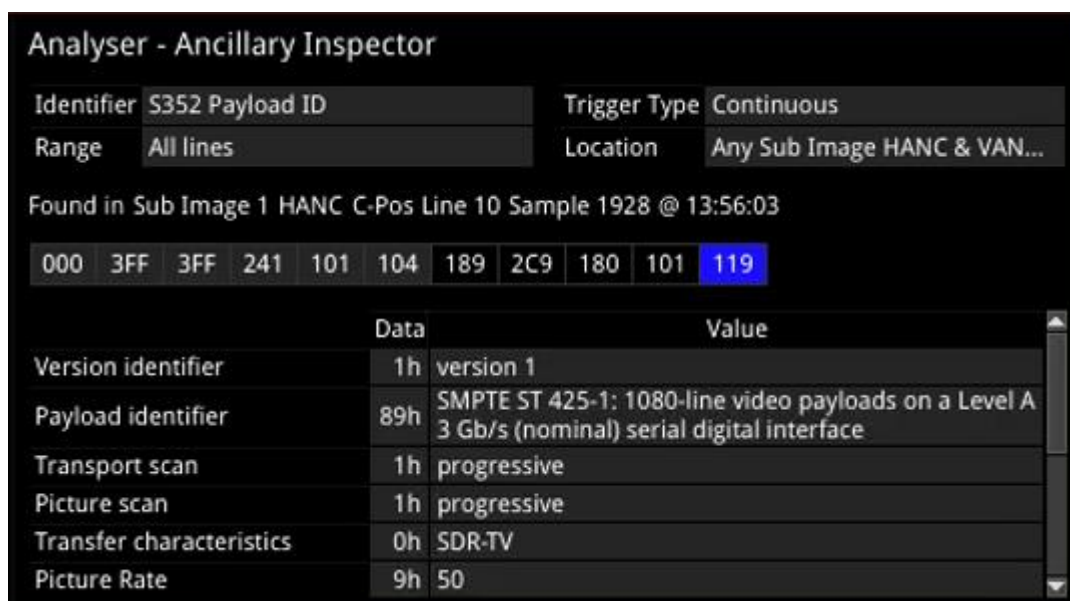 Analyser - Ancillary Inspector
Identifier S352 Payload ID Trigger Type Continuous
Range All lines Location Any Sub Image HANC & VAN...
Found in Sub Image 1 HANC C-Pos Line 10 Sample 1928 @ 13:56:03
000 3FF 3FF 241 101 104 189 2C9 180 101 119
Data Value
Version identifier 1h version 1
Payload identifier 89h SMPTE ST 425-1: 1080-line video payloads on a Level A
3 Gb/s (nominal) serial digital interface
Transport scan 1h progressive
Picture scan 1h progressive
Transfer characteristics 0h SDR-TV
Picture Rate 9h 50